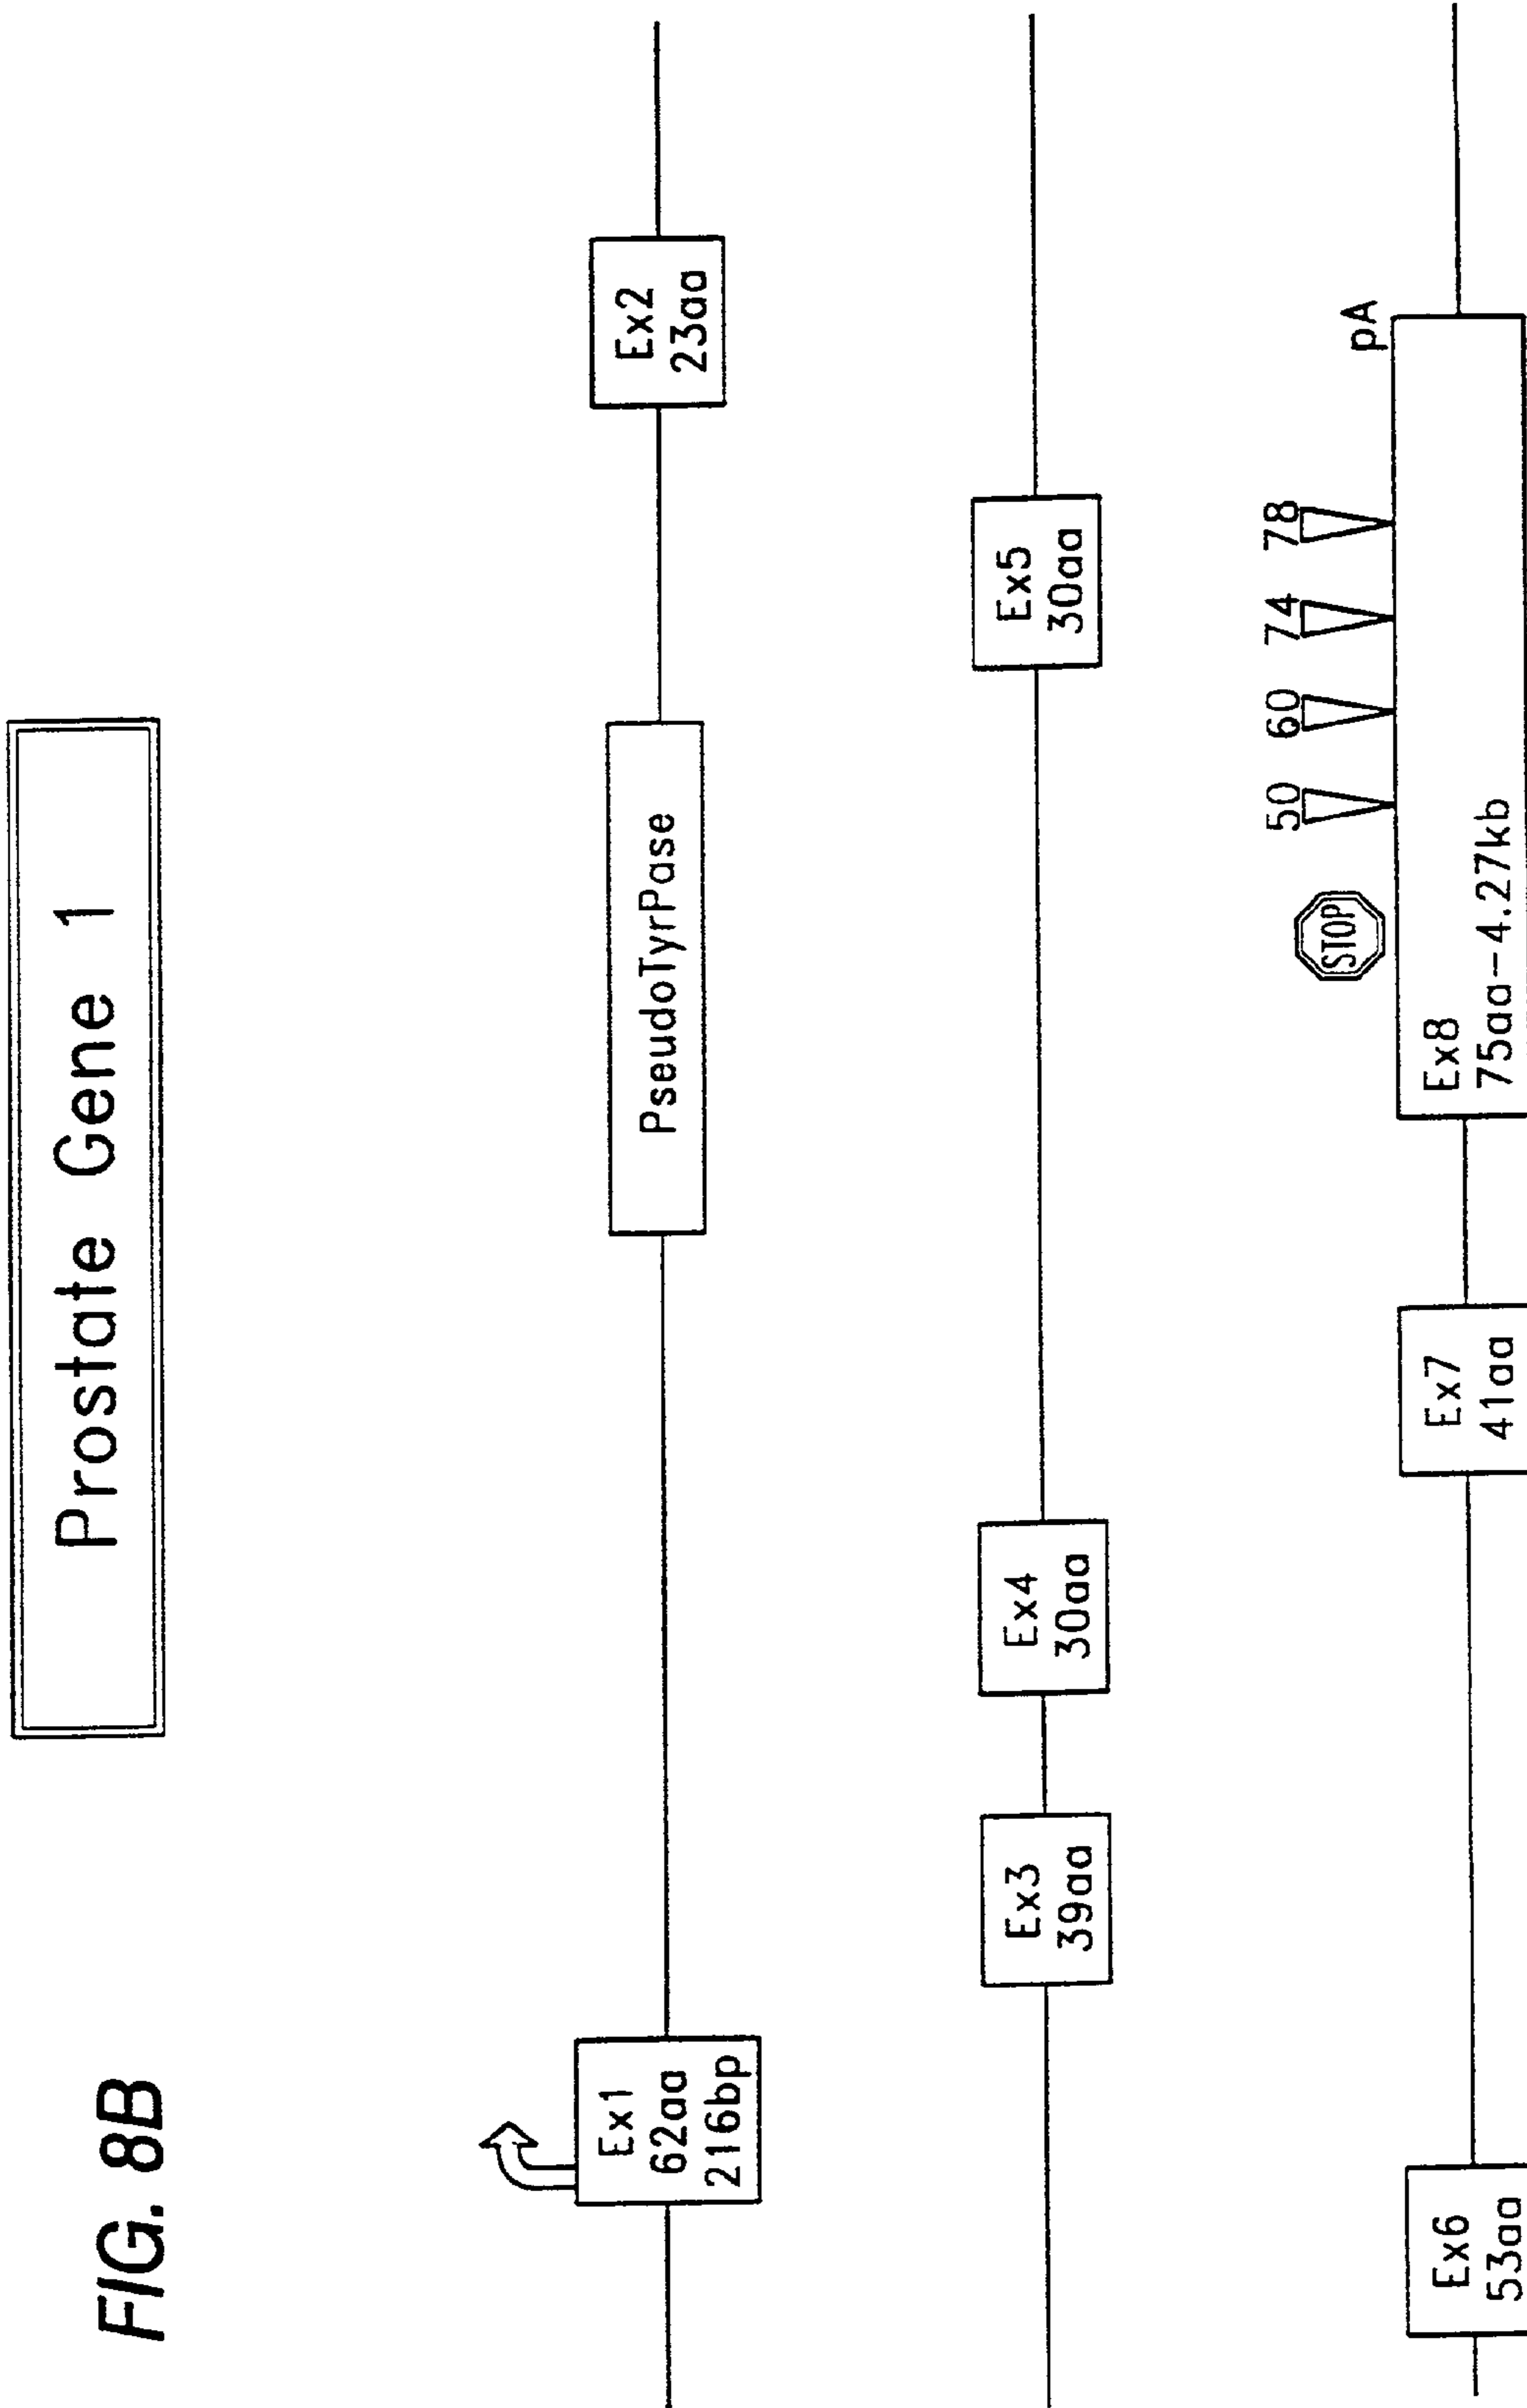 FIG. 8B
Prostate Gene 1
Ex1
62aa
216bp
PseudoTyrPase
Ex2
23aa
Ex3
39aa
Ex4
30aa
Ex5
30aa
Ex6
53aa
Ex7
41aa
Ex8
75aa-4.27kb
STOP
50
60
74
78
pA